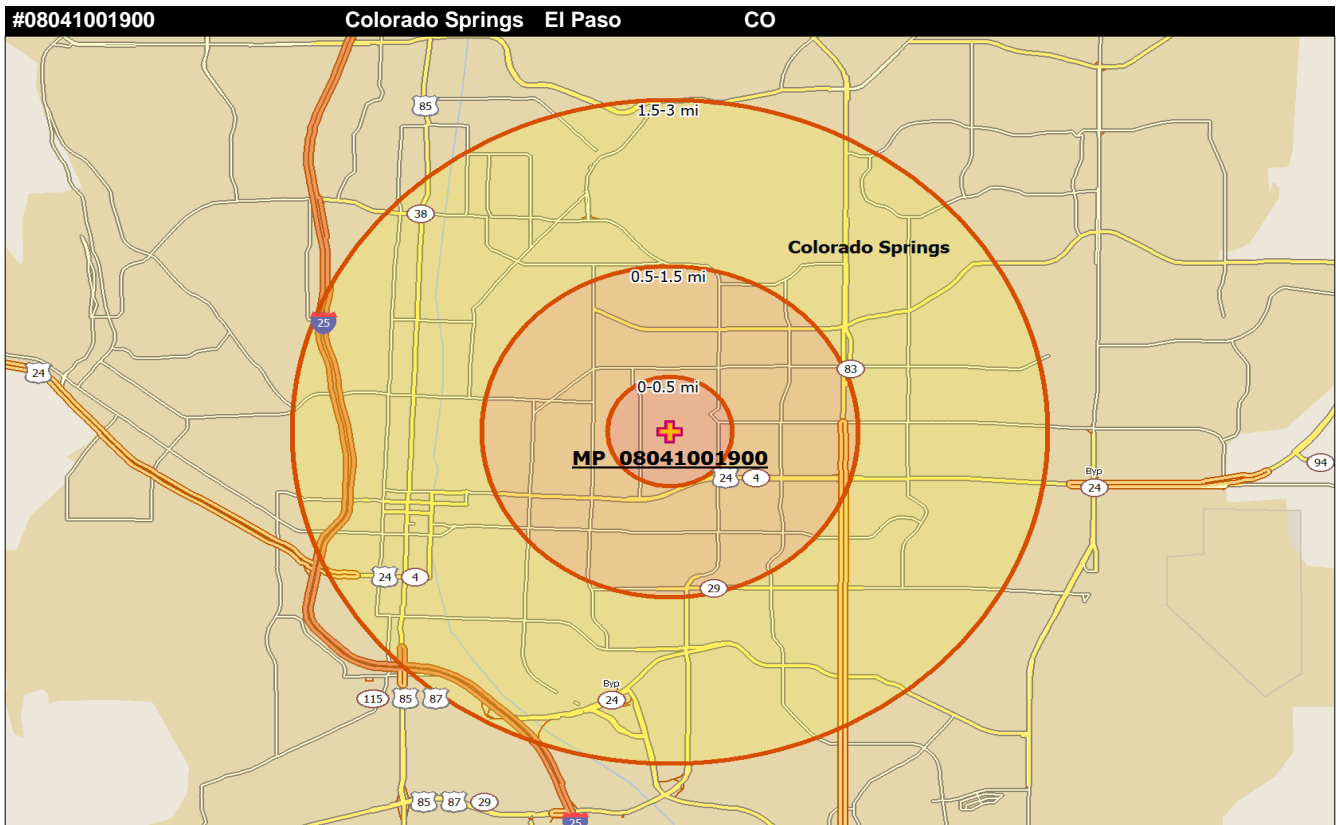 #08041001900 Colorado Springs El Paso CO
85
1.5-3 mi
38
Colorado Springs
0.5-1.5 mi
25
24
83
0-0.5 mi
MP 08041001900
24 4
94
Byp
24
24 4
29
Byp
24
115 85 87
85 87 29
25